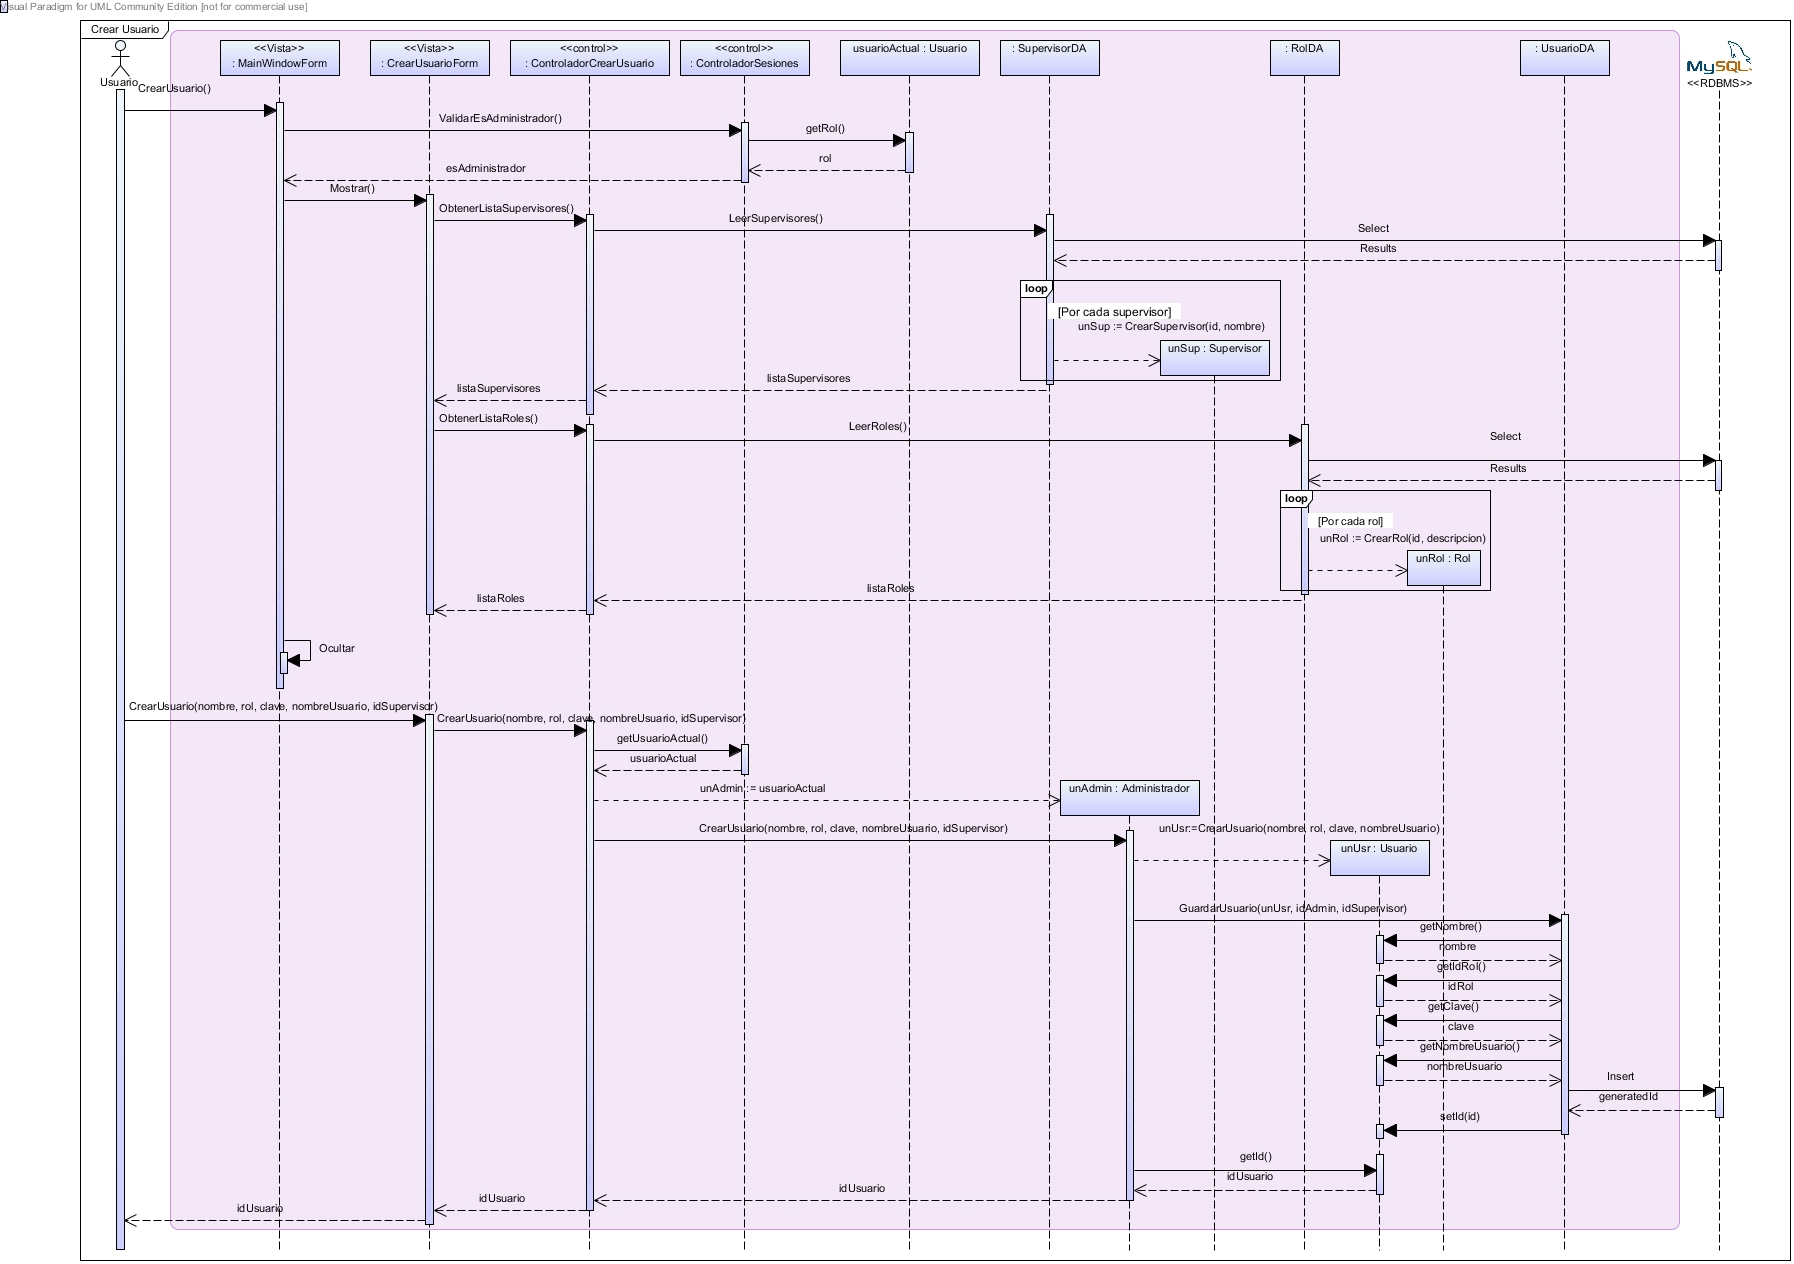 Visual Paradigm for UML Community Edition [not for commercial use]
Crear Usuario
Usuario
<<Vista>>
: MainWindowForm
<<Vista>>
: CrearUsuarioForm
<<control>>
: ControladorCrearUsuario
<<control>>
: ControladorSesiones
usuarioActual : Usuario
: SupervisorDA
: RolDA
: UsuarioDA
MySQL
<<RDBMS>>
CrearUsuario()
ValidarEsAdministrador()
getRol()
rol
esAdministrador
Mostrar()
ObtenerListaSupervisores()
LeerSupervisores()
Select
Results
loop
[Por cada supervisor]
unSup := CrearSupervisor(id, nombre)
unSup : Supervisor
listaSupervisores
listaSupervisores
ObtenerListaRoles()
LeerRoles()
Select
Results
loop
[Por cada rol]
unRol := CrearRol(id, descripcion)
unRol : Rol
listaRoles
listaRoles
Ocultar
CrearUsuario(nombre, rol, clave, nombreUsuario, idSupervisor)
CrearUsuario(nombre, rol, clave, nombreUsuario, idSupervisor)
getUsuarioActual()
usuarioActual
unAdmin := usuarioActual
unAdmin : Administrador
CrearUsuario(nombre, rol, clave, nombreUsuario, idSupervisor)
unUsr:=CrearUsuario(nombre, rol, clave, nombreUsuario)
unUsr : Usuario
GuardarUsuario(unUsr, idAdmin, idSupervisor)
getNombre()
nombre
getIdRol()
idRol
getClave()
clave
getNombreUsuario()
nombreUsuario
Insert
generatedId
setId(id)
getId()
idUsuario
idUsuario
idUsuario
idUsuario